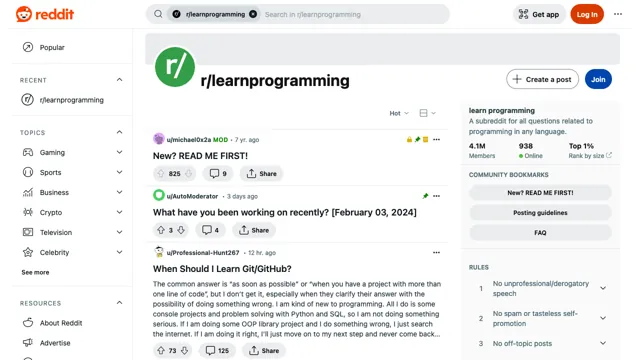 reddit
r/ r/learnprogramming
Search in r/learnprogramming
Get app
Log In
Popular
RECENT
r/learnprogramming
TOPICS
Gaming
Sports
Business
Crypto
Television
Celebrity
See more
RESOURCES
About Reddit
Advertise
r/
r/learnprogramming
Create a post
Join
Hot
u/michael0x2a MOD • 7 yr. ago
New? READ ME FIRST!
825
9
Share
u/AutoModerator • 3 days ago
What have you been working on recently? [February 03, 2024]
3
4
Share
u/Professional-Hunt267 • 12 hr. ago
When Should I Learn Git/GitHub?
The common answer is "as soon as possible" or "when you have a project with more
than one line of code", but I don't get it, especially when they clarify their answer with the
possibility of doing something wrong. I am kind of new to programming. All I do is some
console projects and problem solving with Python and SQL, so I am not doing something
serious. If I am doing some OOP library project and I do something wrong, I just search
the internet. If I am doing it right, I'll just move on to my next step and never come back...
73
125
Share
learn programming
A subreddit for all questions related to
programming in any language.
4.1M
Members
938
Online
Top 1%
Rank by size
COMMUNITY BOOKMARKS
New? READ ME FIRST!
Posting guidelines
FAQ
RULES
1 No unprofessional/derogatory
speech
2 No spam or tasteless self-
promotion
3 No off-topic posts